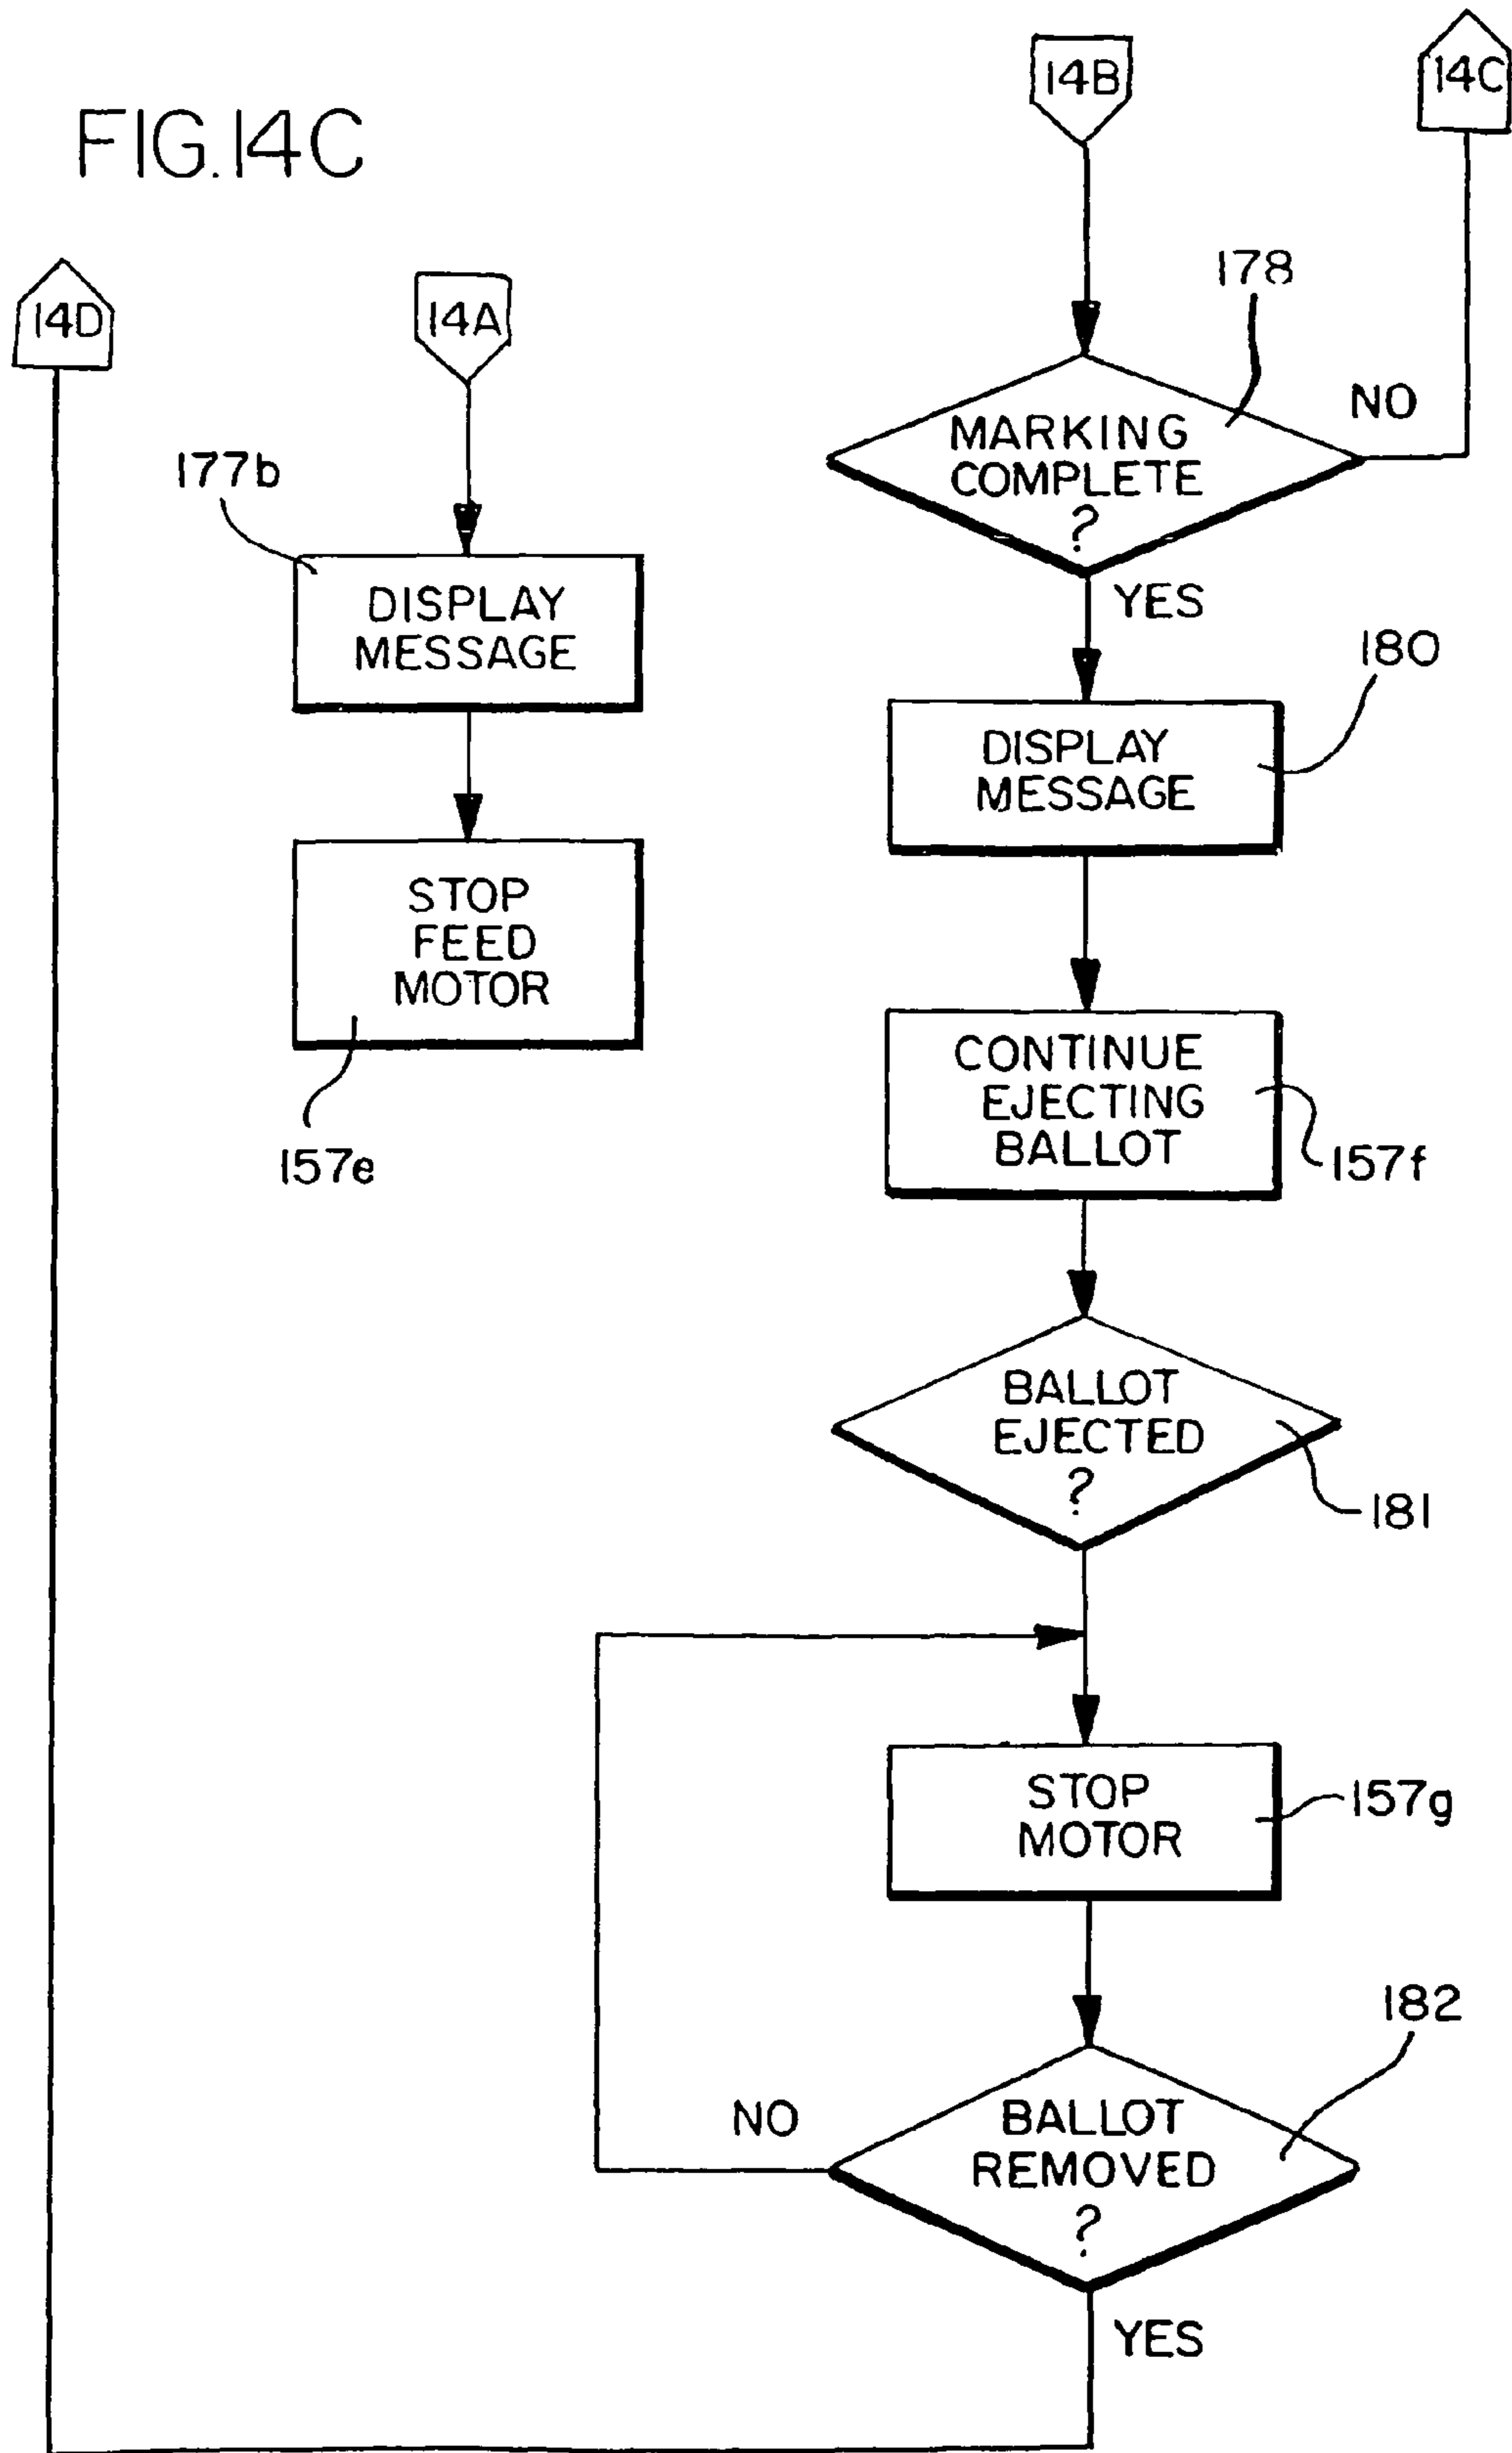 FIG.14C
14B
14C
14D
14A
178
NO
MARKING
COMPLETE
?
YES
177b
DISPLAY
MESSAGE
180
DISPLAY
MESSAGE
STOP
FEED
MOTOR
157e
CONTINUE
EJECTING
BALLOT
157f
BALLOT
EJECTED
?
181
STOP
MOTOR
157g
182
NO
BALLOT
REMOVED
?
YES